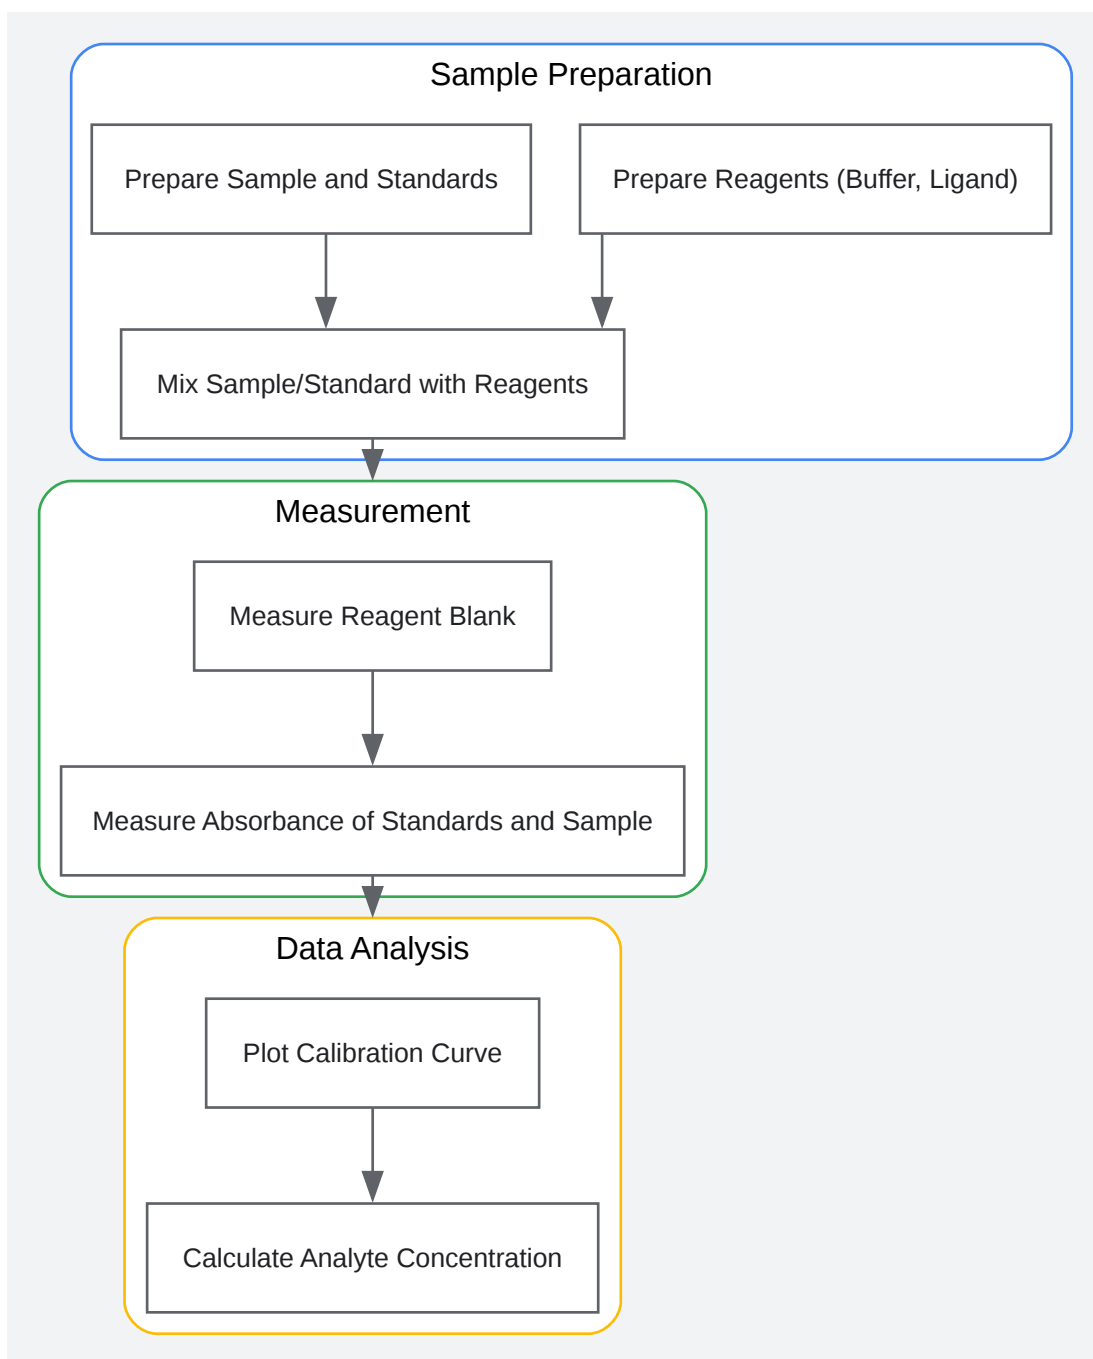 Sample Preparation
Prepare Sample and Standards
Prepare Reagents (Buffer, Ligand)
Mix Sample/Standard with Reagents
Measurement
Measure Reagent Blank
Measure Absorbance of Standards and Sample
Data Analysis
Plot Calibration Curve
Calculate Analyte Concentration